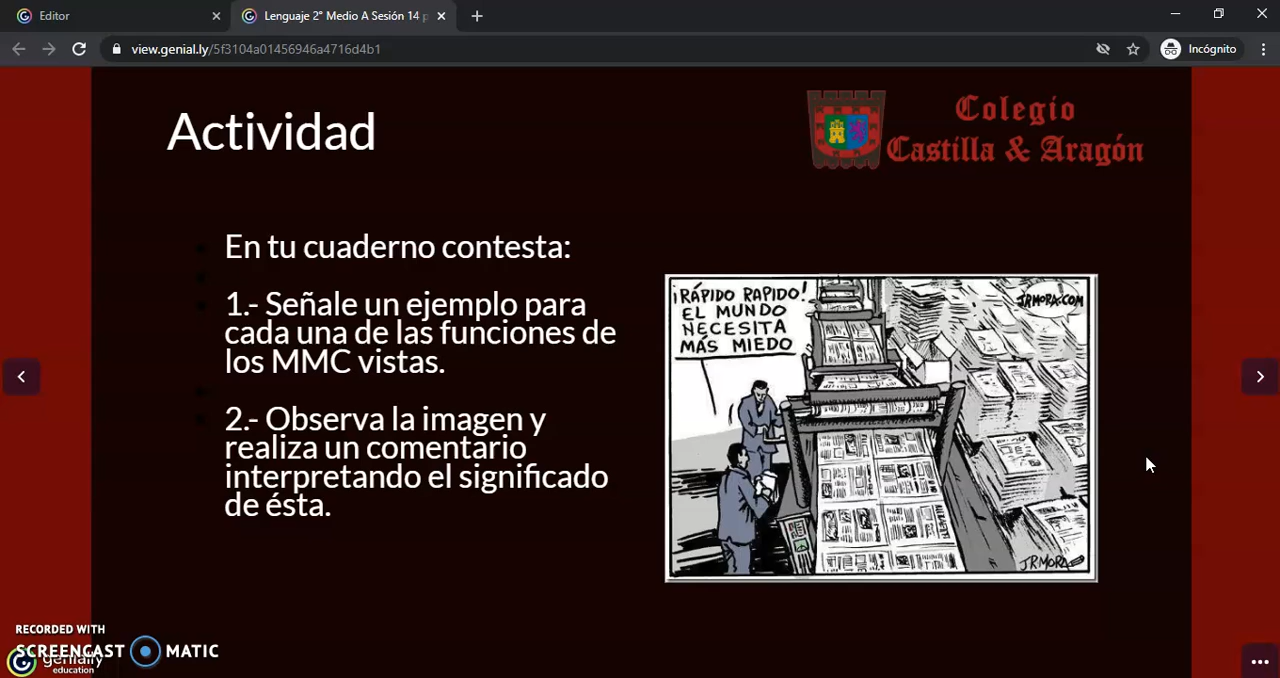 Editor
Lenguaje 2° Medio A Sesión 14 p
view.genial.ly/5f3104a01456946a4716d4b1
Incógnito
Actividad
Colegio
Castilla & Aragón
En tu cuaderno contesta:
1.- Señale un ejemplo para
cada una de las funciones de
los MMC vistas.
2.- Observa la imagen y
realiza un comentario
interpretando el significado
de ésta.
¡RÁPIDO RAPIDO!
EL MUNDO
NECESITA
MÁS MIEDO
JRMORA.COM
JRMORA
RECORDED WITH
SCREENCAST MATIC
genially
education